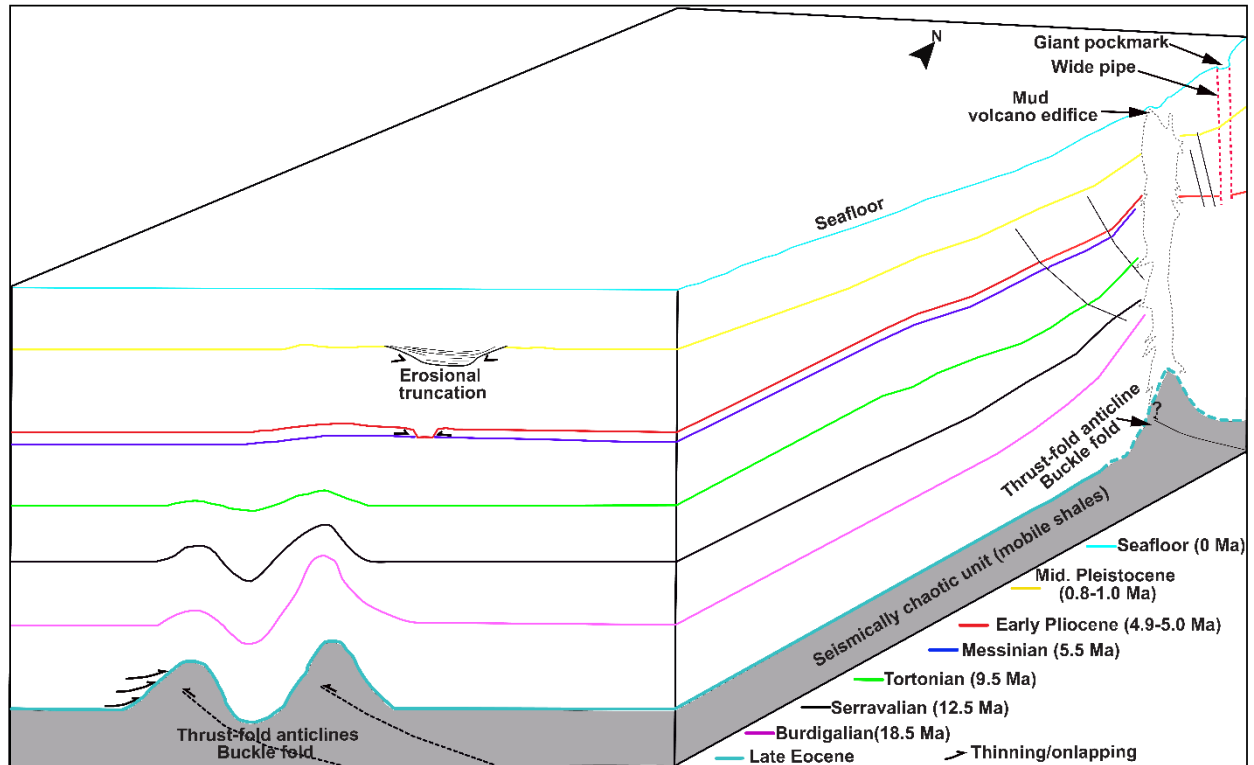 N
Giant pockmark
Wide pipe
Mud
volcano edifice
Seafloor
Erosional
truncation
?
Thrust-fold anticline
Buckle fold
Seismically chaotic unit (mobile shales)
Thrust-fold anticlines
Buckle fold
Seafloor (0 Ma)
Mid. Pleistocene
(0.8-1.0 Ma)
Early Pliocene (4.9-5.0 Ma)
Messinian (5.5 Ma)
Tortonian (9.5 Ma)
Serravalian (12.5 Ma)
Burdigalian(18.5 Ma)
Late Eocene
Thinning/onlapping